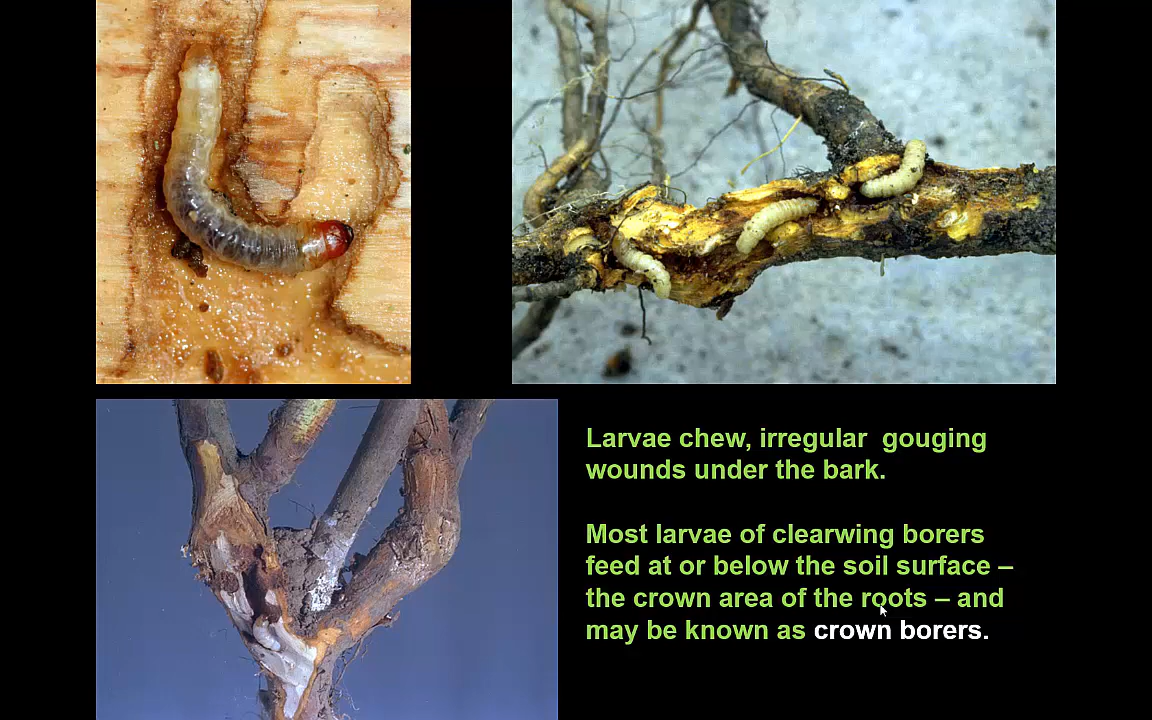 Larvae chew, irregular  gouging
wounds under the bark.
Most larvae of clearwing borers
feed at or below the soil surface –
the crown area of the roots – and
may be known as crown borers.